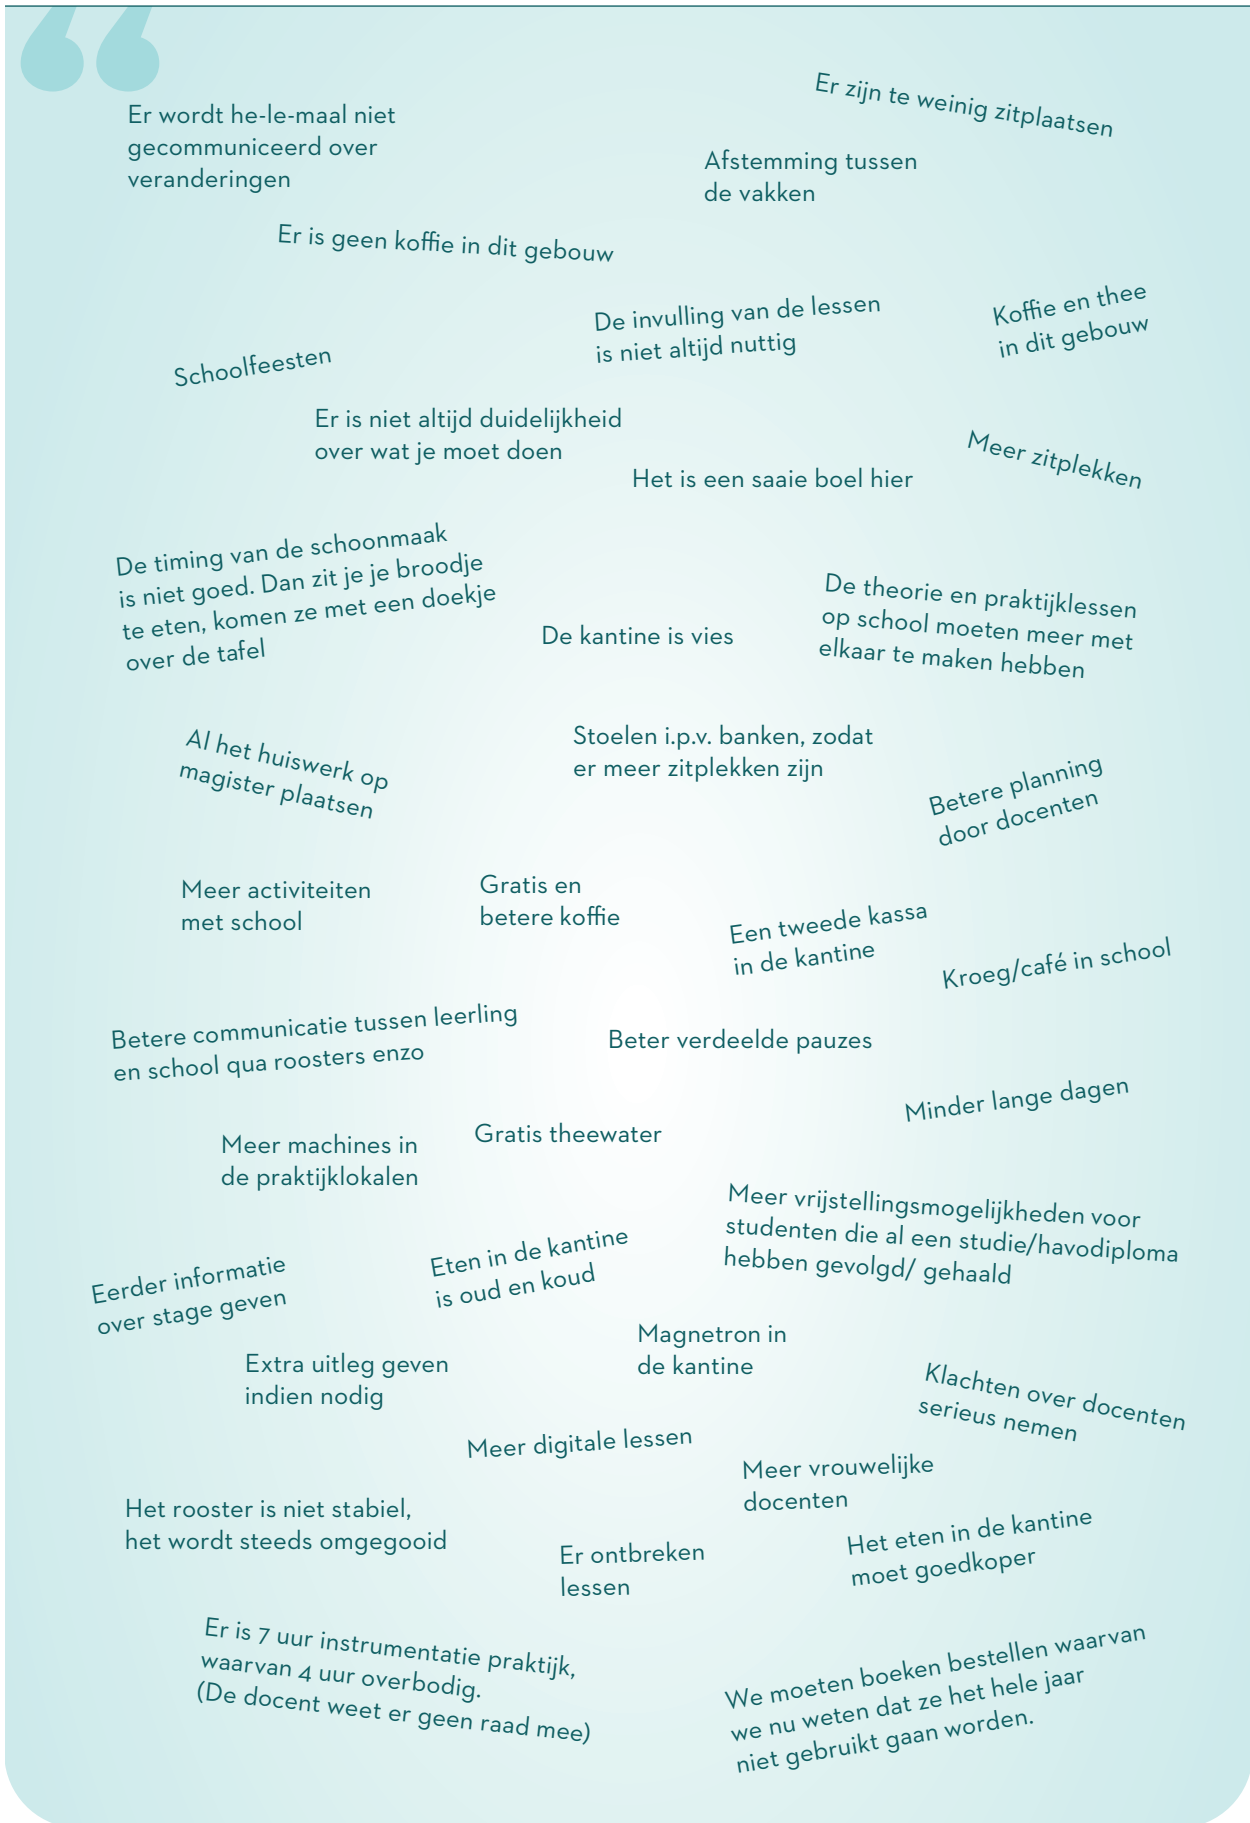 Er zijn te weinig zitplaatsen
Er wordt he-le-maal niet
gecommuniceerd over
veranderingen
Afstemming tussen
de vakken
Er is geen koffie in dit gebouw
De invulling van de lessen
is niet altijd nuttig
Koffie en thee
in dit gebouw
Schoolfeesten
Er is niet altijd duidelijkheid
over wat je moet doen
Meer zitplekken
Het is een saaie boel hier
De timing van de schoonmaak
is niet goed. Dan zit je je broodje
te eten, komen ze met een doekje
over de tafel
De kantine is vies
De theorie en praktijklessen
op school moeten meer met
elkaar te maken hebben
Al het huiswerk op
magister plaatsen
Stoelen i.p.v. banken, zodat
er meer zitplekken zijn
Betere planning
door docenten
Meer activiteiten
met school
Gratis en
betere koffie
Een tweede kassa
in de kantine
Kroeg/café in school
Betere communicatie tussen leerling
en school qua roosters enzo
Beter verdeelde pauzes
Minder lange dagen
Meer machines in
de praktijklokalen
Gratis theewater
Meer vrijstellingsmogelijkheden voor
studenten die al een studie/havodiploma
hebben gevolgd/ gehaald
Eerder informatie
over stage geven
Eten in de kantine
is oud en koud
Magnetron in
de kantine
Extra uitleg geven
indien nodig
Klachten over docenten
serieus nemen
Meer digitale lessen
Meer vrouwelijke
docenten
Het rooster is niet stabiel,
het wordt steeds omgegooid
Er ontbreken
lessen
Het eten in de kantine
moet goedkoper
Er is 7 uur instrumentatie praktijk,
waarvan 4 uur overbodig.
(De docent weet er geen raad mee)
We moeten boeken bestellen waarvan
we nu weten dat ze het hele jaar
niet gebruikt gaan worden.